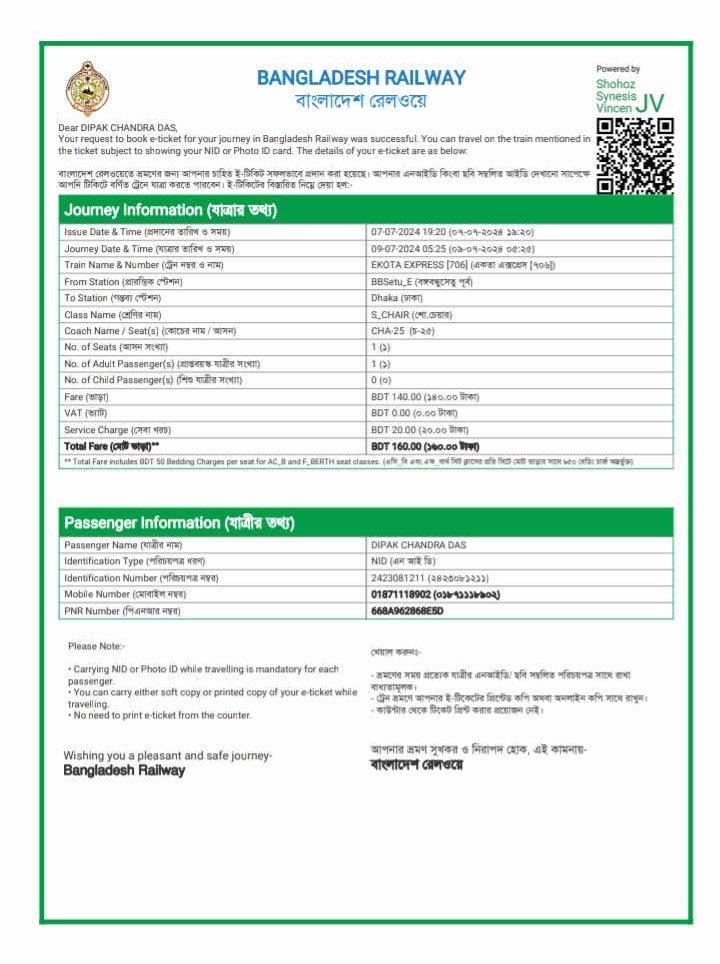 BANGLADESH RAILWAY
বাংলাদেশ রেলওয়ে
Powered by
Shohoz
Synesis
Vincen JV
Dear DIPAK CHANDRA DAS,
Your request to book e-ticket for your journey in Bangladesh Railway was successful. You can travel on the train mentioned in
the ticket subject to showing your NID or Photo ID card. The details of your e-ticket are as below:
বাংলাদেশ রেলওয়েতে ভ্রমণের জন্য আপনার চাহিত ই-টিকিট সফলভাবে প্রদান করা হয়েছে। আপনার এনআইডি কিংবা ছবি সম্বলিত আইডি দেখানো সাপেক্ষে
আপনি টিকিটে বর্ণিত ট্রেনে যাত্রা করতে পারবেন। ই-টিকিটের বিস্তারিত নিম্নে দেয়া হল:-
Journey Information (যাত্রার তথ্য)
Issue Date & Time (প্রদানের তারিখ ও সময়) 07-07-2024 19:20 (০৭-০৭-২০২৪ ১৯:২০)
Journey Date & Time (যাত্রার তারিখ ও সময়) 09-07-2024 05:25 (০৯-০৭-২০২৪ ০৫:২৫)
Train Name & Number (ট্রেন নম্বর ও নাম) EKOTA EXPRESS [706] (একতা এক্সপ্রেস [৭০৬])
From Station (প্রারম্ভিক স্টেশন) BBSetu_E (বঙ্গবন্ধুসেতু পূর্ব)
To Station (গন্তব্য স্টেশন) Dhaka (ঢাকা)
Class Name (শ্রেণির নাম) S_CHAIR (শো.চেয়ার)
Coach Name / Seat(s) (কোচের নাম / আসন) CHA-25 (চ-২৫)
No. of Seats (আসন সংখ্যা) 1 (১)
No. of Adult Passenger(s) (প্রাপ্তবয়স্ক যাত্রীর সংখ্যা) 1 (১)
No. of Child Passenger(s) (শিশু যাত্রীর সংখ্যা) 0 (০)
Fare (ভাড়া) BDT 140.00 (১৪০.০০ টাকা)
VAT (ভ্যাট) BDT 0.00 (০.০০ টাকা)
Service Charge (সেবা খরচ) BDT 20.00 (২০.০০ টাকা)
Total Fare (মোট ভাড়া)** BDT 160.00 (১৬০.০০ টাকা)
** Total Fare includes BDT 50 Bedding Charges per seat for AC_B and F_BERTH seat classes. (এসি_বি এবং এফ_বার্থ সিট ক্লাসের প্রতি সিটে মোট ভাড়ার সাথে ৳৫০ বেডিং চার্জ অন্তর্ভুক্ত)
Passenger Information (যাত্রীর তথ্য)
Passenger Name (যাত্রীর নাম) DIPAK CHANDRA DAS
Identification Type (পরিচয়পত্র ধরণ) NID (এন আই ডি)
Identification Number (পরিচয়পত্র নম্বর) 2423081211 (২৪২৩০৮১২১১)
Mobile Number (মোবাইল নম্বর) 01871118902 (০১৮৭১১১৮৯০২)
PNR Number (পিএনআর নম্বর) 668A962868E5D
Please Note:-
• Carrying NID or Photo ID while travelling is mandatory for each
passenger.
• You can carry either soft copy or printed copy of your e-ticket while
travelling.
• No need to print e-ticket from the counter.
Wishing you a pleasant and safe journey-
Bangladesh Railway
খেয়াল করুনঃ-
- ভ্রমণের সময় প্রত্যেক যাত্রীর এনআইডি/ ছবি সম্বলিত পরিচয়পত্র সাথে রাখা
বাধ্যতামূলক।
- ট্রেন ভ্রমণে আপনার ই-টিকেটের প্রিন্টেড কপি অথবা অনলাইন কপি সাথে রাখুন।
- কাউন্টার থেকে টিকেট প্রিন্ট করার প্রয়োজন নেই।
আপনার ভ্রমণ সুখকর ও নিরাপদ হোক, এই কামনায়-
বাংলাদেশ রেলওয়ে